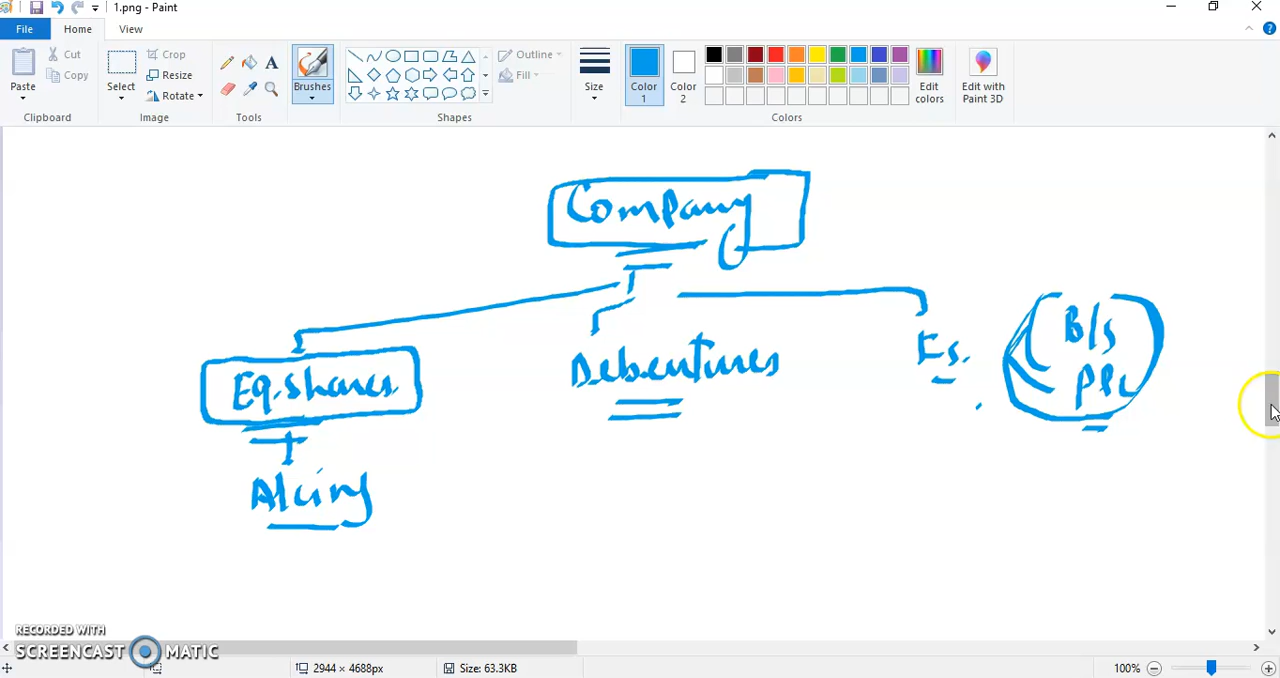 1.png - Paint
File
Home
View
Paste
Cut
Copy
Clipboard
Select
Crop
Resize
Rotate
Image
A
Tools
Brushes
Outline
Fill
Shapes
Size
Color
1
Color
2
Edit
colors
Colors
Edit with
Paint 3D
Company
Eq.shares
Debentures
Fs.
B/s
RECORDED WITH
SCREENCAST MATIC
2944 × 4688px
Size: 63.3KB
100%